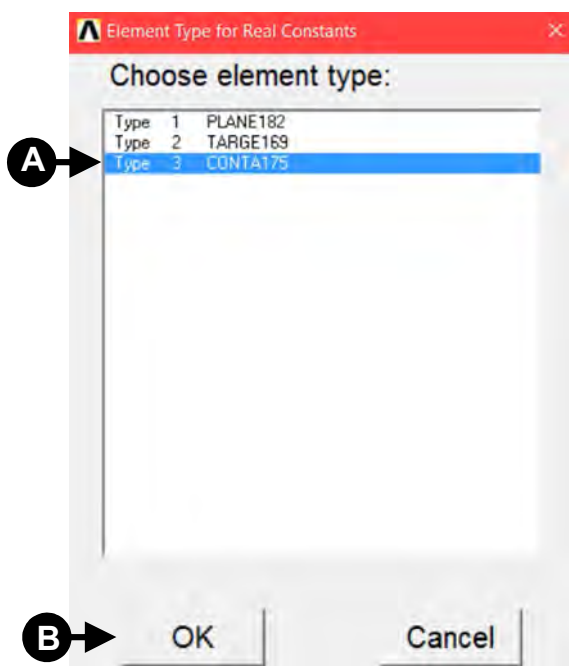 Element Type for Real Constants
Choose element type:
Type 1 PLANE182
Type 2 TARGE169
A Type 3 CONTA175
B OK Cancel